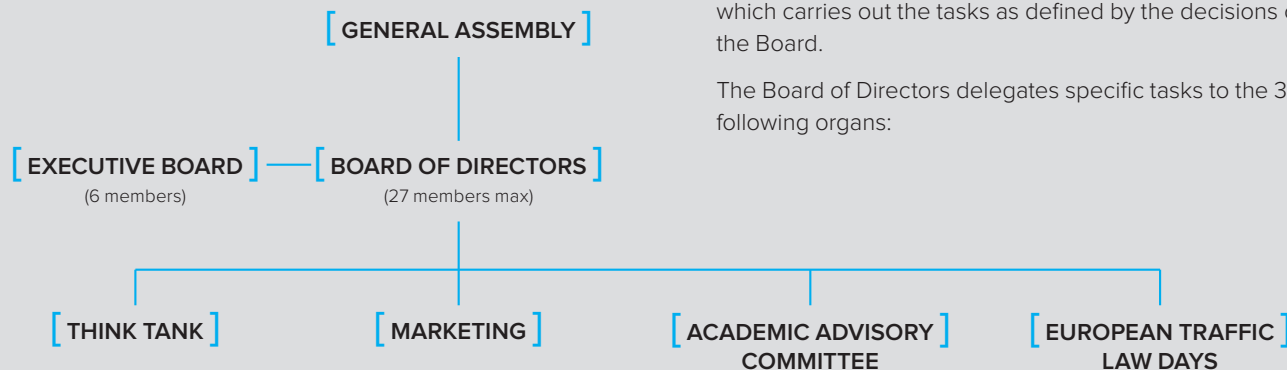 which carries out the tasks as defined by the decisions
the Board.
The Board of Directors delegates specific tasks to the 3
following organs:
[ GENERAL ASSEMBLY ]
[ EXECUTIVE BOARD ]
(6 members)
[ BOARD OF DIRECTORS ]
(27 members max)
[ THINK TANK ]
[ MARKETING ]
[ ACADEMIC ADVISORY ]
COMMITTEE
[ EUROPEAN TRAFFIC ]
LAW DAYS